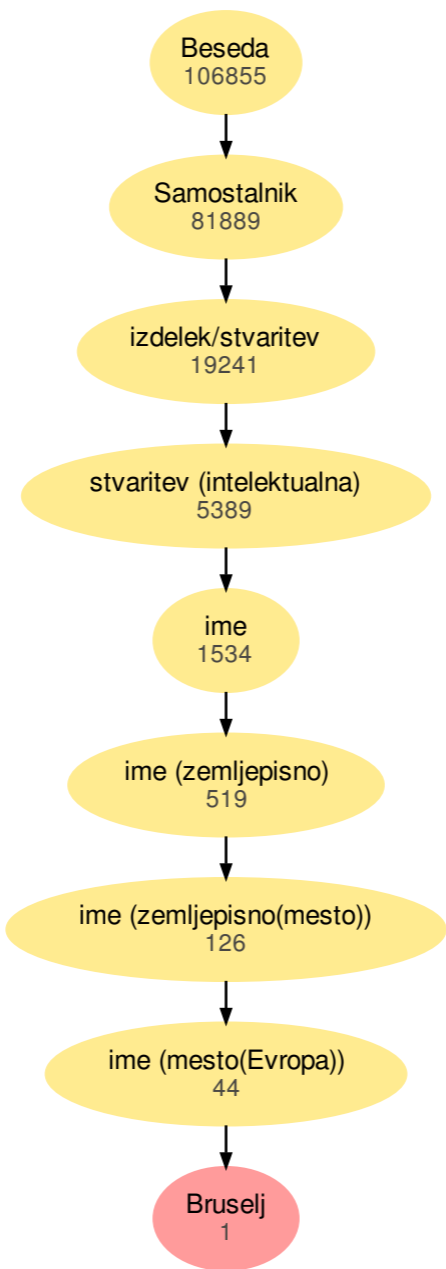 Beseda
106855
Samostalnik
81889
izdelek/stvaritev
19241
stvaritev (intelektualna)
5389
ime
1534
ime (zemljepisno)
519
ime (zemljepisno(mesto))
126
ime (mesto(Evropa))
44
Bruselj
1